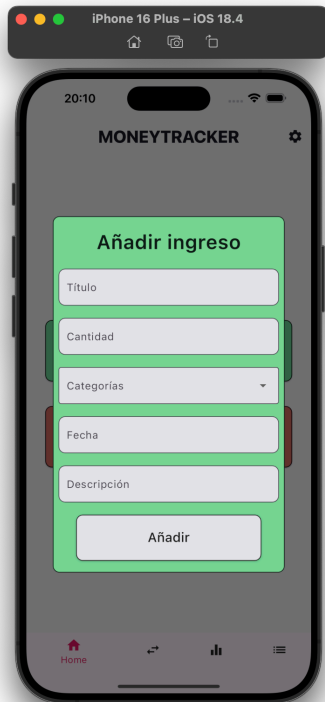 iPhone 16 Plus – iOS 18.4
20:10
MONEYTRACKER
Añadir ingreso
Título
Cantidad
Categorías
Fecha
Descripción
Añadir
Home